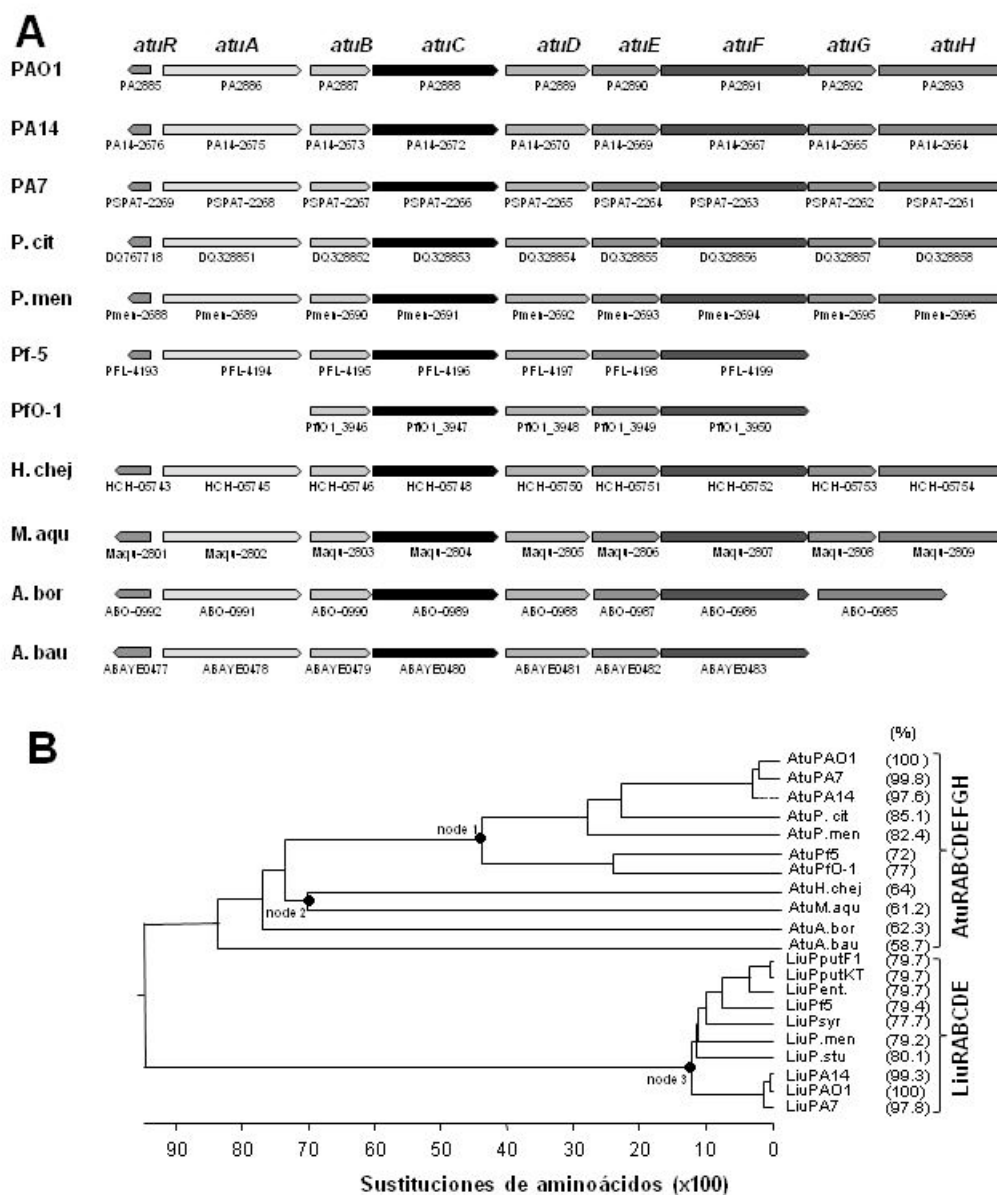 A
atuR atuA atuB atuC atuD atuE atuF atuG atuH
PAO1
PA2885 PA2886 PA2887 PA2888 PA2889 PA2890 PA2891 PA2892 PA2893
PA14
PA14-2676 PA14-2675 PA14-2673 PA14-2672 PA14-2670 PA14-2669 PA14-2667 PA14-2665 PA14-2664
PA7
PSPA7-2269 PSPA7-2268 PSPA7-2267 PSPA7-2266 PSPA7-2265 PSPA7-2264 PSPA7-2263 PSPA7-2262 PSPA7-2261
P. cit
DQ767718 DQ328851 DQ328852 DQ328853 DQ328854 DQ328855 DQ328856 DQ328857 DQ328858
P. men
Pmen-2688 Pmen-2689 Pmen-2690 Pmen-2691 Pmen-2692 Pmen-2693 Pmen-2694 Pmen-2695 Pmen-2696
Pf-5
PFL-4193 PFL-4194 PFL-4195 PFL-4196 PFL-4197 PFL-4198 PFL-4199
PfO-1
PflO1_3946 PflO1_3947 PflO1_3948 PflO1_3949 PflO1_3950
H. chej
HCH-05743 HCH-05745 HCH-05746 HCH-05748 HCH-05750 HCH-05751 HCH-05752 HCH-05753 HCH-05754
M. aqu
Maqu-2801 Maqu-2802 Maqu-2803 Maqu-2804 Maqu-2805 Maqu-2806 Maqu-2807 Maqu-2808 Maqu-2809
A. bor
ABO-0992 ABO-0991 ABO-0990 ABO-0989 ABO-0988 ABO-0987 ABO-0986 ABO-0985
A. bau
ABAYE0477 ABAYE0478 ABAYE0479 ABAYE0480 ABAYE0481 ABAYE0482 ABAYE0483
B
(%)
AtuPAO1 (100 )
AtuPA7 (99.8)
AtuPA14 (97.6)
AtuP. cit (85.1)
AtuP.men (82.4)
AtuPf5 (72)
AtuPfO-1 (77)
AtuH.chej (64)
AtuM.aqu (61.2)
AtuA.bor (62.3)
AtuA.bau (58.7)
LiuPputF1 (79.7)
LiuPputKT (79.7)
LiuPent. (79.7)
LiuPf5 (79.4)
LiuPsyr (77.7)
LiuP.men (79.2)
LiuP.stu (80.1)
LiuPA14 (99.3)
LiuPAO1 (100)
LiuPA7 (97.8)
AtuRABCDEFGH
LiuRABCDE
node 1
node 2
node 3
90 80 70 60 50 40 30 20 10 0
Sustituciones de aminoácidos (x100)